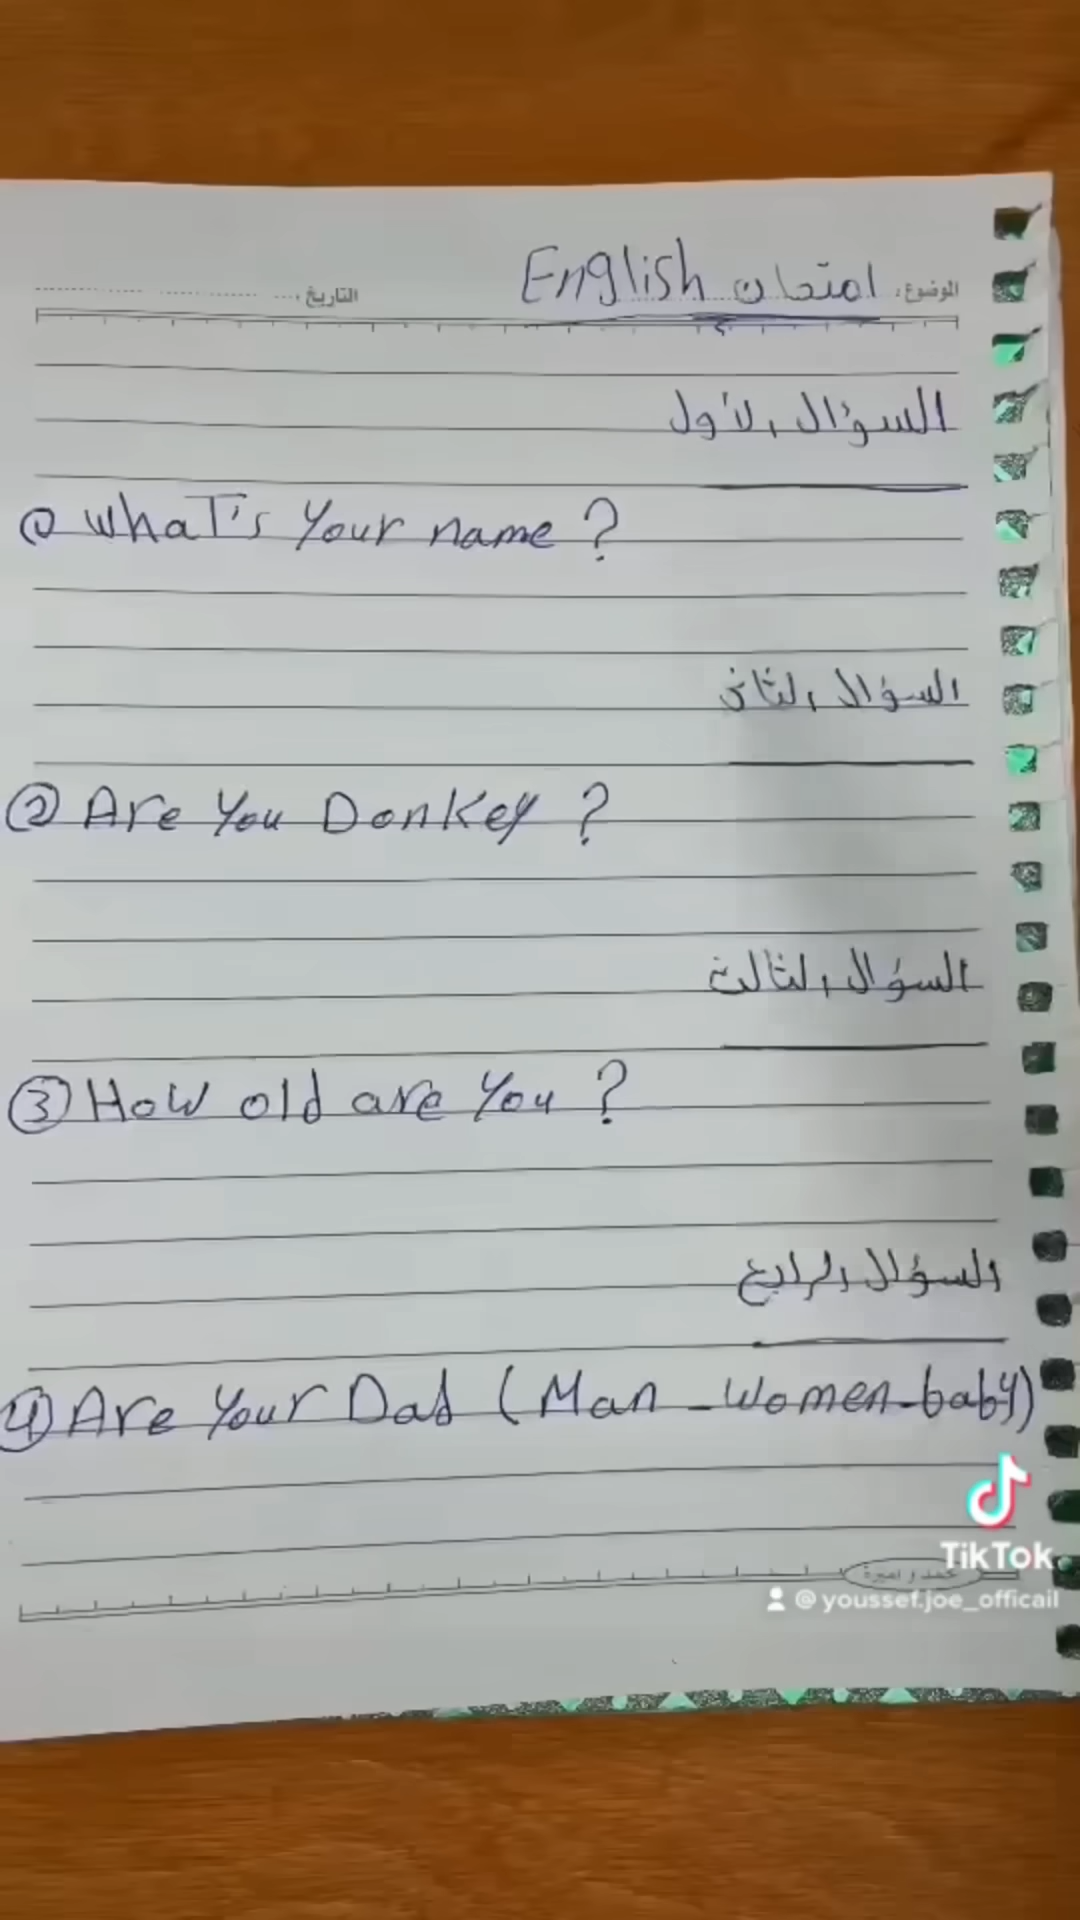 الموضوع: امتحان English
التاريخ:
السؤال الأول
① what's your name ?
السؤال الثانى
② Are you Donkey ?
السؤال الثالث
③ How old are you ?
السؤال الرابع
④ Are your Dad (Man - women - baby)
TikTok
@youssef.joe_officail